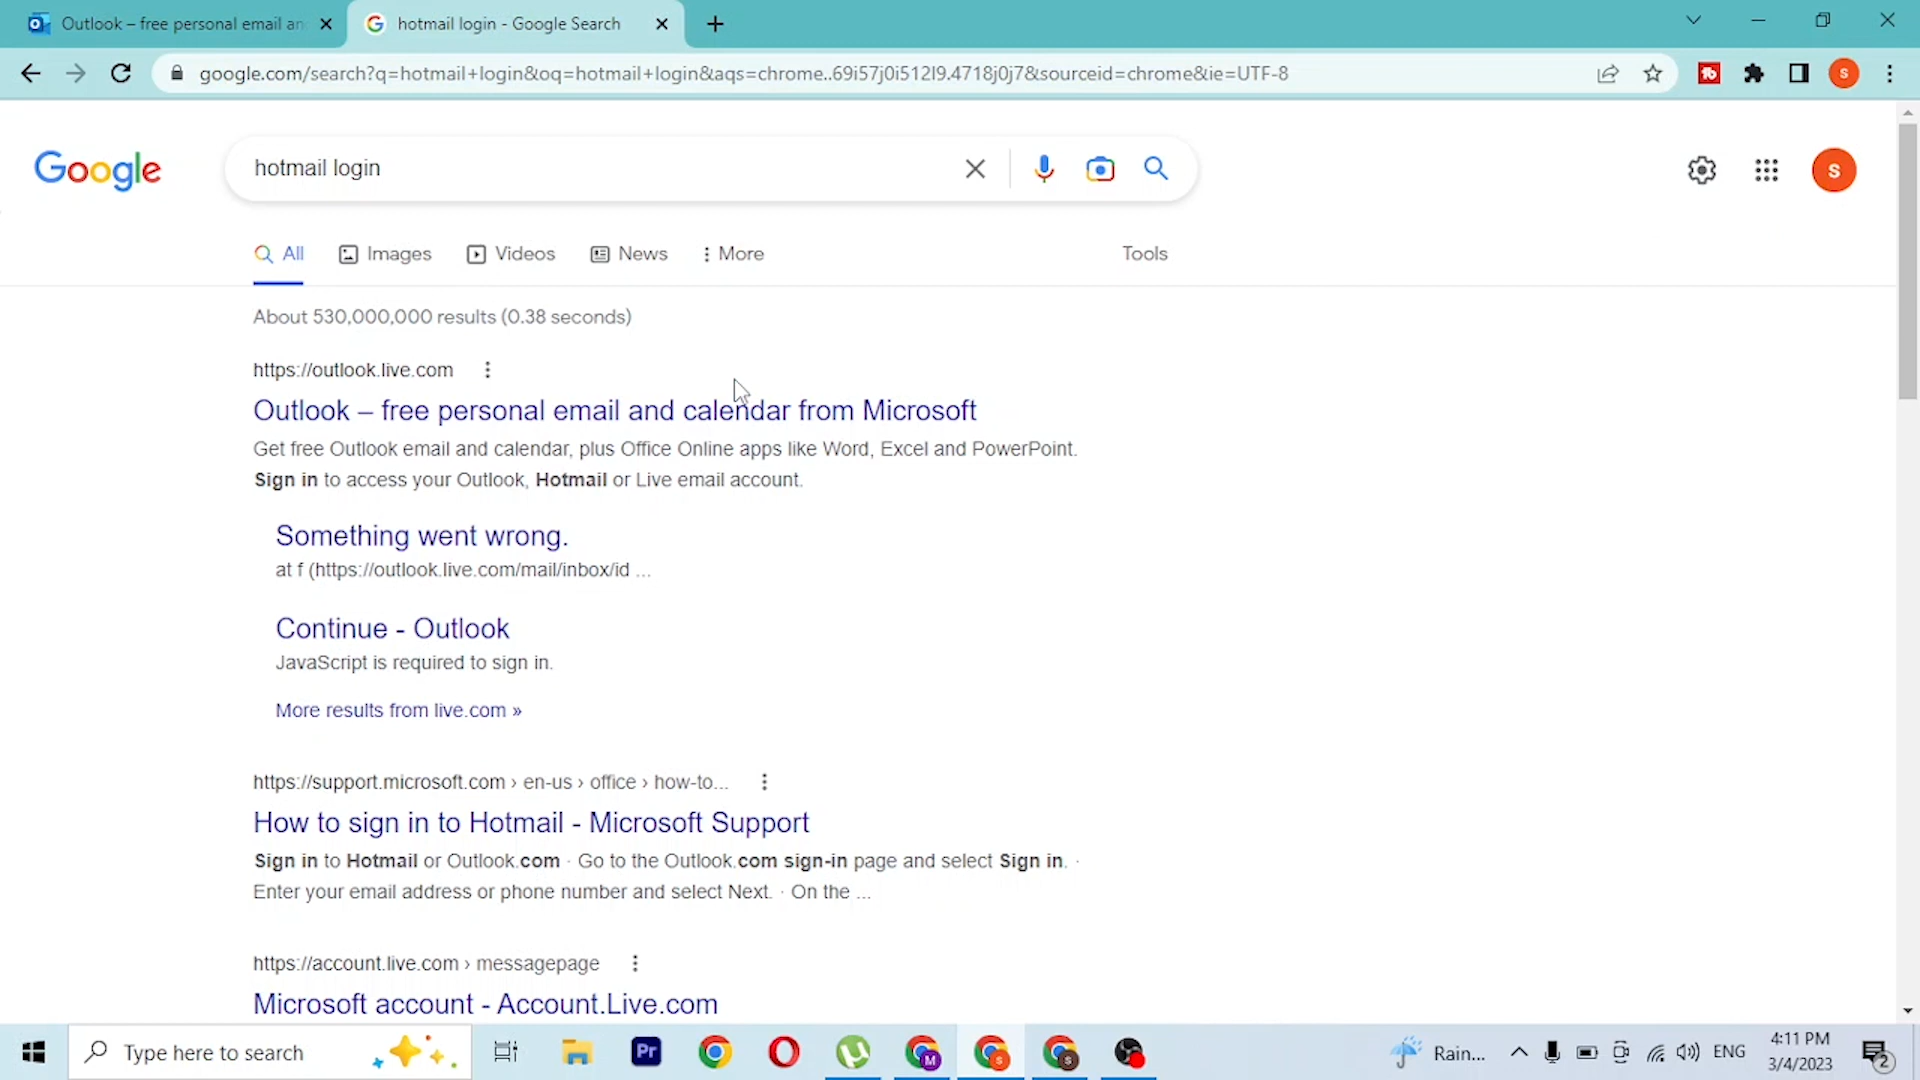 Outlook – free personal email an
hotmail login - Google Search
google.com/search?q=hotmail+login&oq=hotmail+login&aqs=chrome..69i57j0i512l9.4718j0j7&sourceid=chrome&ie=UTF-8
S
Google
hotmail login
S
All
Images
Videos
News
More
Tools
About 530,000,000 results (0.38 seconds)
https://outlook.live.com
Outlook – free personal email and calendar from Microsoft
Get free Outlook email and calendar, plus Office Online apps like Word, Excel and PowerPoint.
Sign in to access your Outlook, Hotmail or Live email account.
Something went wrong.
at f (https://outlook.live.com/mail/inbox/id ...
Continue - Outlook
JavaScript is required to sign in.
More results from live.com »
https://support.microsoft.com › en-us › office › how-to...
How to sign in to Hotmail - Microsoft Support
Sign in to Hotmail or Outlook.com · Go to the Outlook.com sign-in page and select Sign in. ·
Enter your email address or phone number and select Next. · On the ...
https://account.live.com › messagepage
Microsoft account - Account.Live.com
Type here to search
Pr
M
S
S
Rain...
ENG
4:11 PM
3/4/2023
2